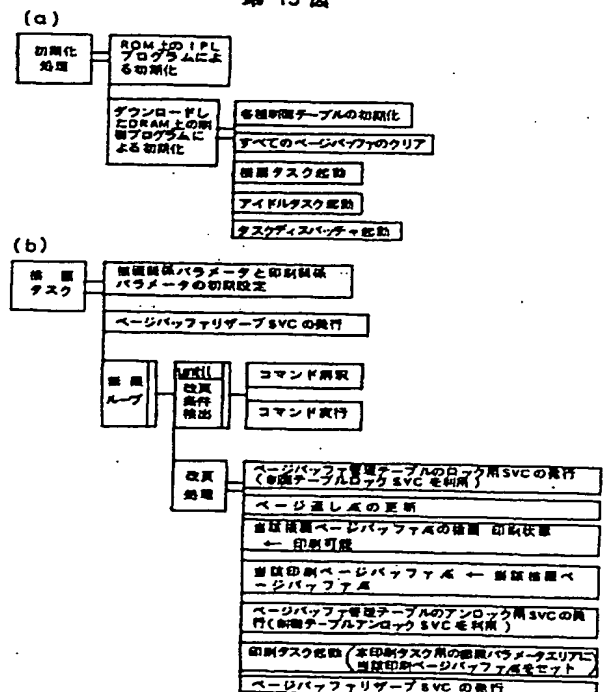 第 13 図
(a)
初期化
処理
ROM上のIPL
プログラムによ
る初期化
ダウンロードし
たDRAM上の制
御プログラムに
よる初期化
各種制御テーブルの初期化
すべてのページバッファのクリア
描画タスク起動
アイドルタスク起動
タスクディスパッチャ起動
(b)
描画
タスク
描画関係パラメータと印刷関係
パラメータの初期設定
ページバッファリザーブSVCの発行
無限
ループ
until
改頁
条件
検出
コマンド解釈
コマンド実行
改頁
処理
ページバッファ管理テーブルのロック用SVCの発行
(制御テーブルロックSVCを利用)
ページ通し№の更新
当該描画ページバッファ№の描画 印刷状態
← 印刷可能
当該印刷ページバッファ№ ← 当該描画ペ
ージバッファ№
ページバッファ管理テーブルのアンロック用SVCの発
行(制御テーブルアンロックSVCを利用)
印刷タスク起動(本印刷タスク用の起動パラメータエリアに
当該印刷ページバッファ№をセット)
ページバッファリザーブSVCの発行